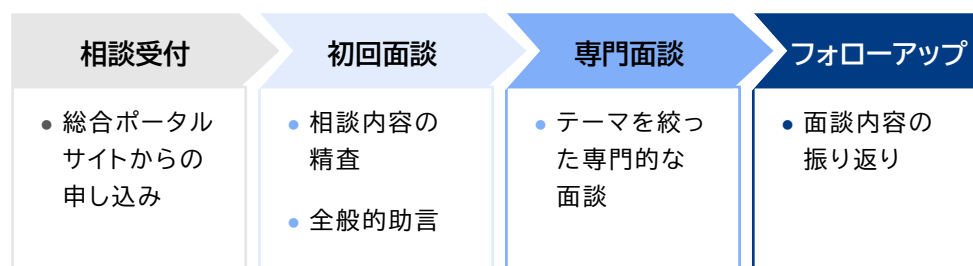 相談受付
初回面談
専門面談
フォローアップ
● 総合ポータル
サイトからの
申し込み
● 相談内容の
精査
● 全般的助言
● テーマを絞っ
た専門的な
面談
● 面談内容の
振り返り